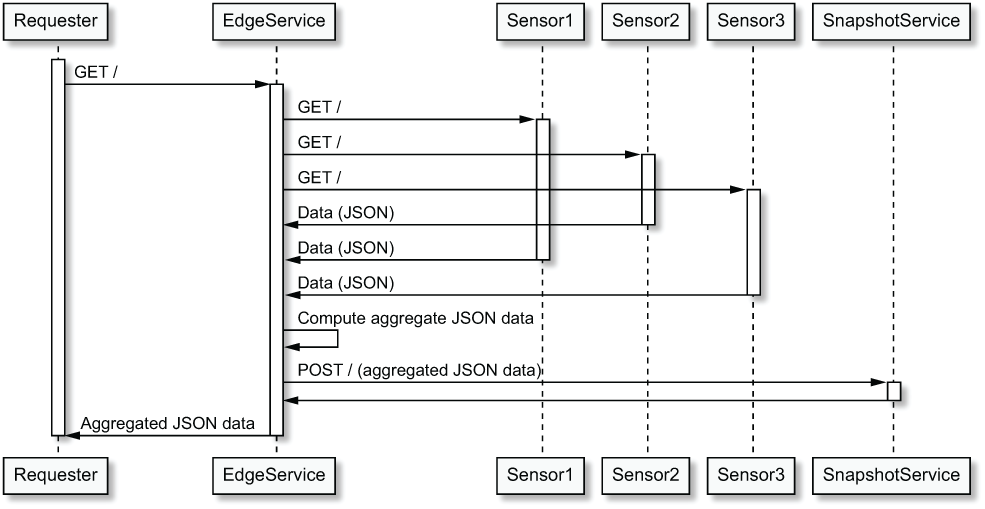 Requester EdgeService Sensor1 Sensor2 Sensor3 SnapshotService
GET /
GET /
GET /
GET /
Data (JSON)
Data (JSON)
Data (JSON)
Compute aggregate JSON data
POST / (aggregated JSON data)
Aggregated JSON data
Requester EdgeService Sensor1 Sensor2 Sensor3 SnapshotService